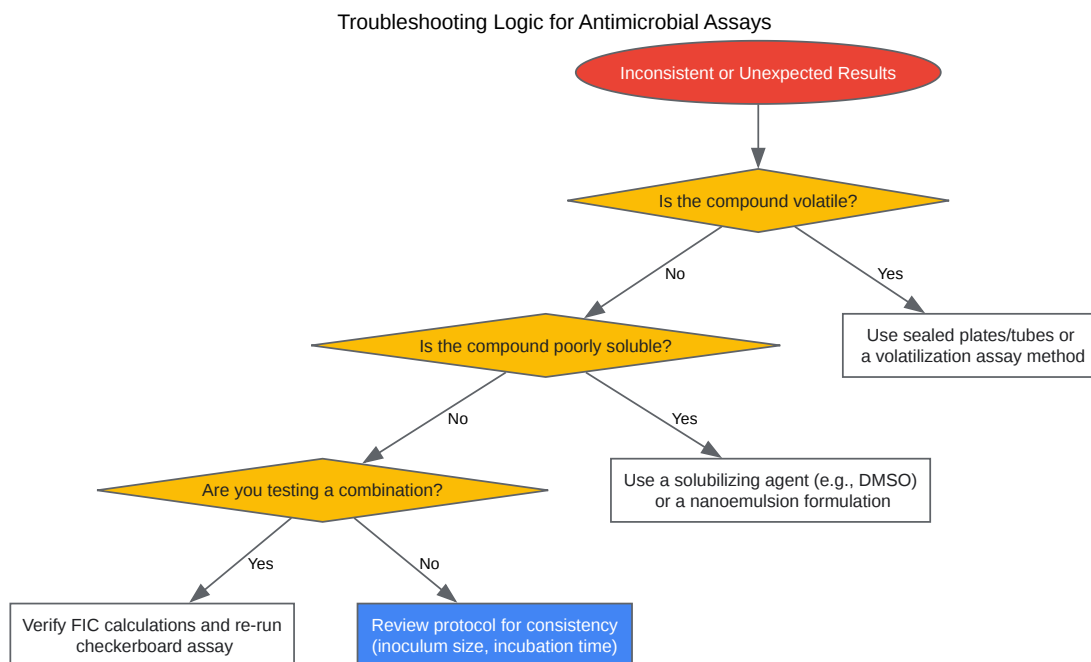 Troubleshooting Logic for Antimicrobial Assays
Inconsistent or Unexpected Results
Is the compound volatile?
No
Yes
Is the compound poorly soluble?
Use sealed plates/tubes or
a volatilization assay method
No
Yes
Are you testing a combination?
Use a solubilizing agent (e.g., DMSO)
or a nanoemulsion formulation
Yes
No
Verify FIC calculations and re-run
checkerboard assay
Review protocol for consistency
(inoculum size, incubation time)